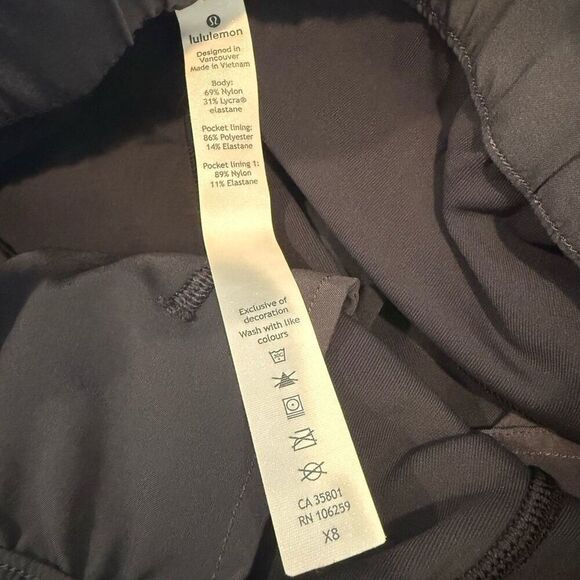 lululemon
Designed in
Vancouver
Made in Vietnam
Body:
69% Nylon
31% Lycra®
elastane
Pocket lining:
86% Polyester
14% Elastane
Pocket lining 1:
89% Nylon
11% Elastane
Exclusive of
decoration
Wash with like
colours
30C
CA 35801
RN 106259
X8